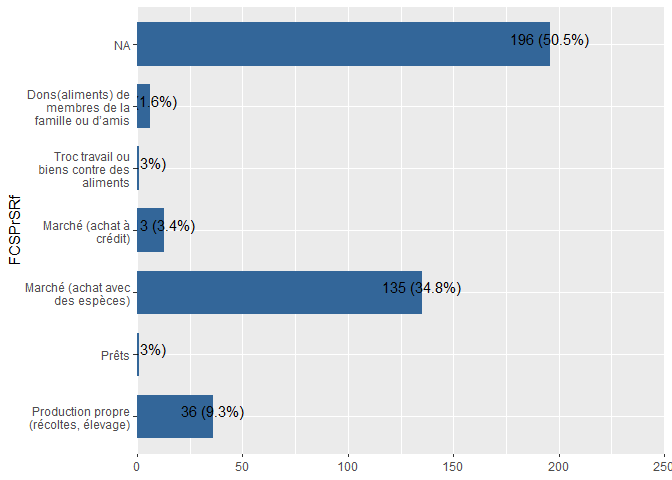 FCSPrSRf
NA
196 (50.5%)
Dons(aliments) de
membres de la
famille ou d'amis
1.6%)
Troc travail ou
biens contre des
aliments
3%)
Marché (achat à
crédit)
3 (3.4%)
Marché (achat avec
des espèces)
135 (34.8%)
Prêts
3%)
Production propre
(récoltes, élevage)
36 (9.3%)
0 50 100 150 200 250